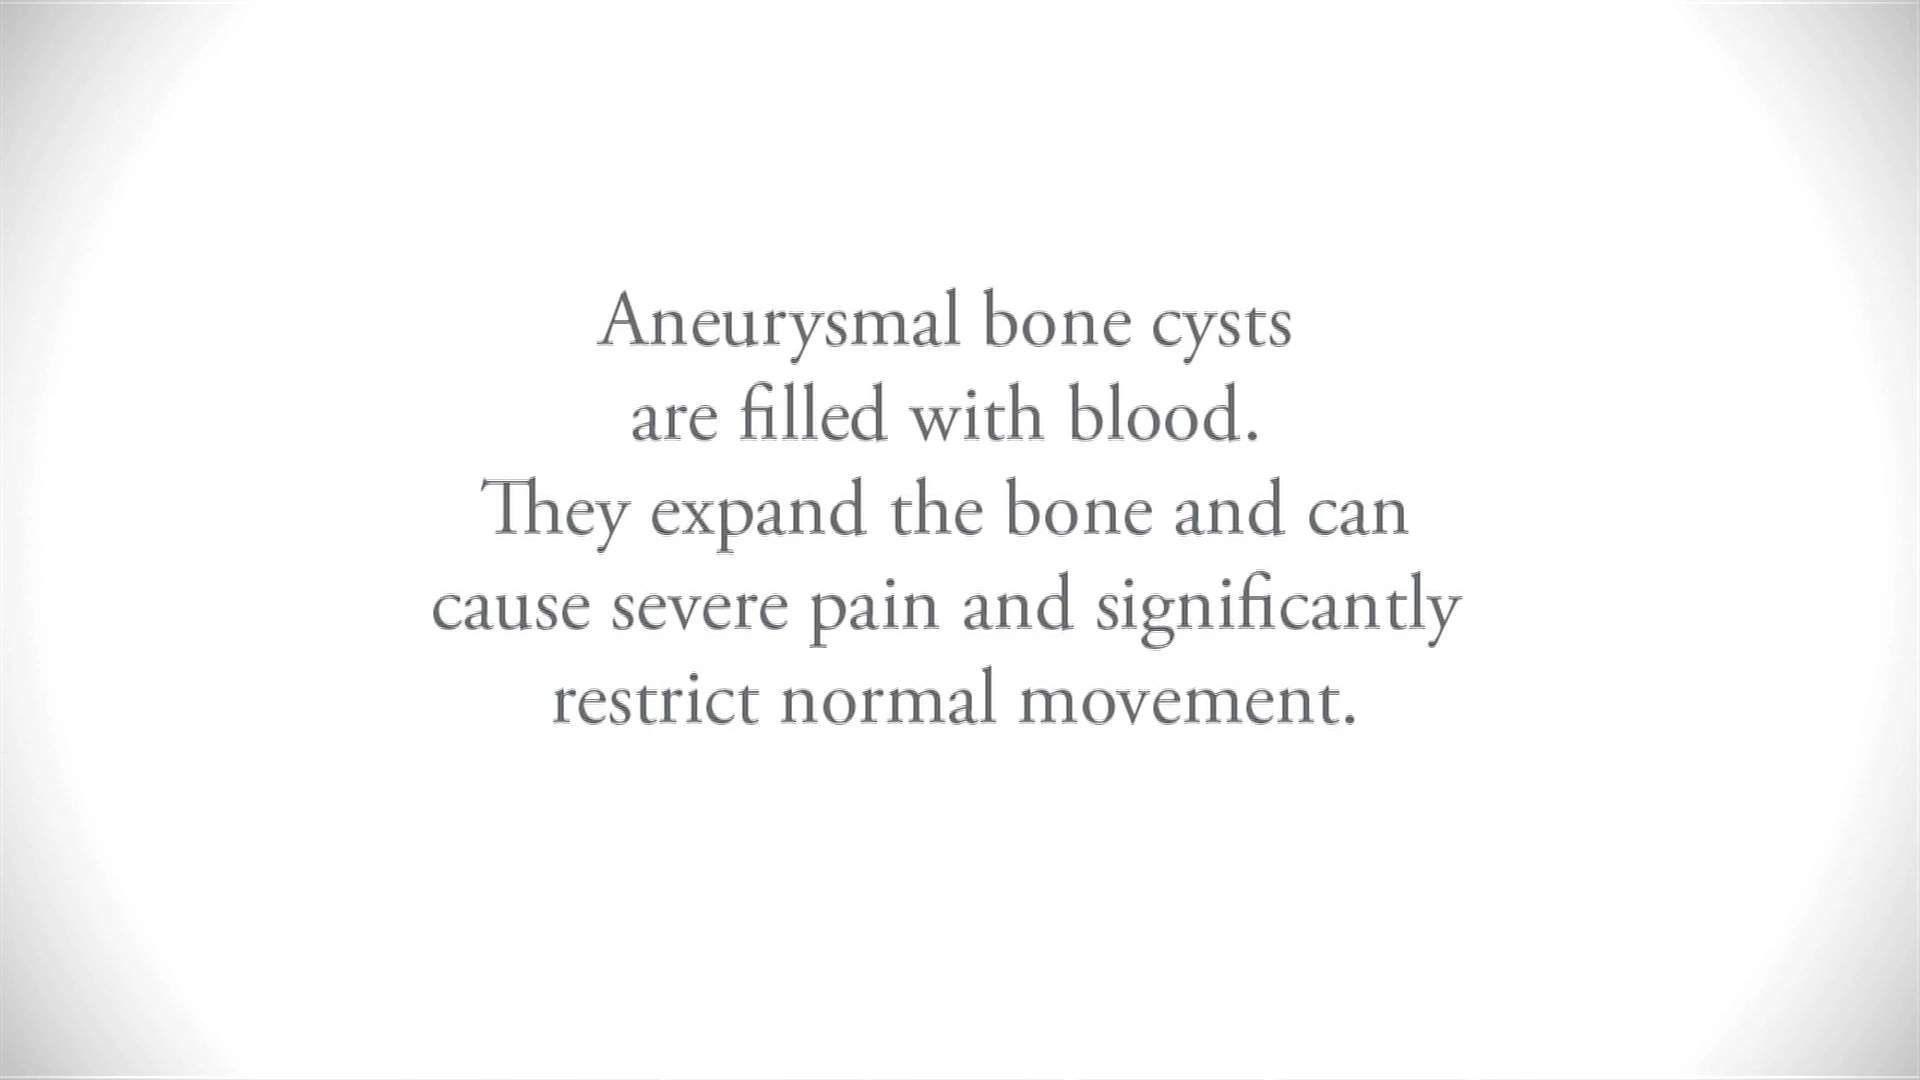 Aneurysmal bone cysts
are filled with blood.
They expand the bone and can
cause severe pain and significantly
restrict normal movement.